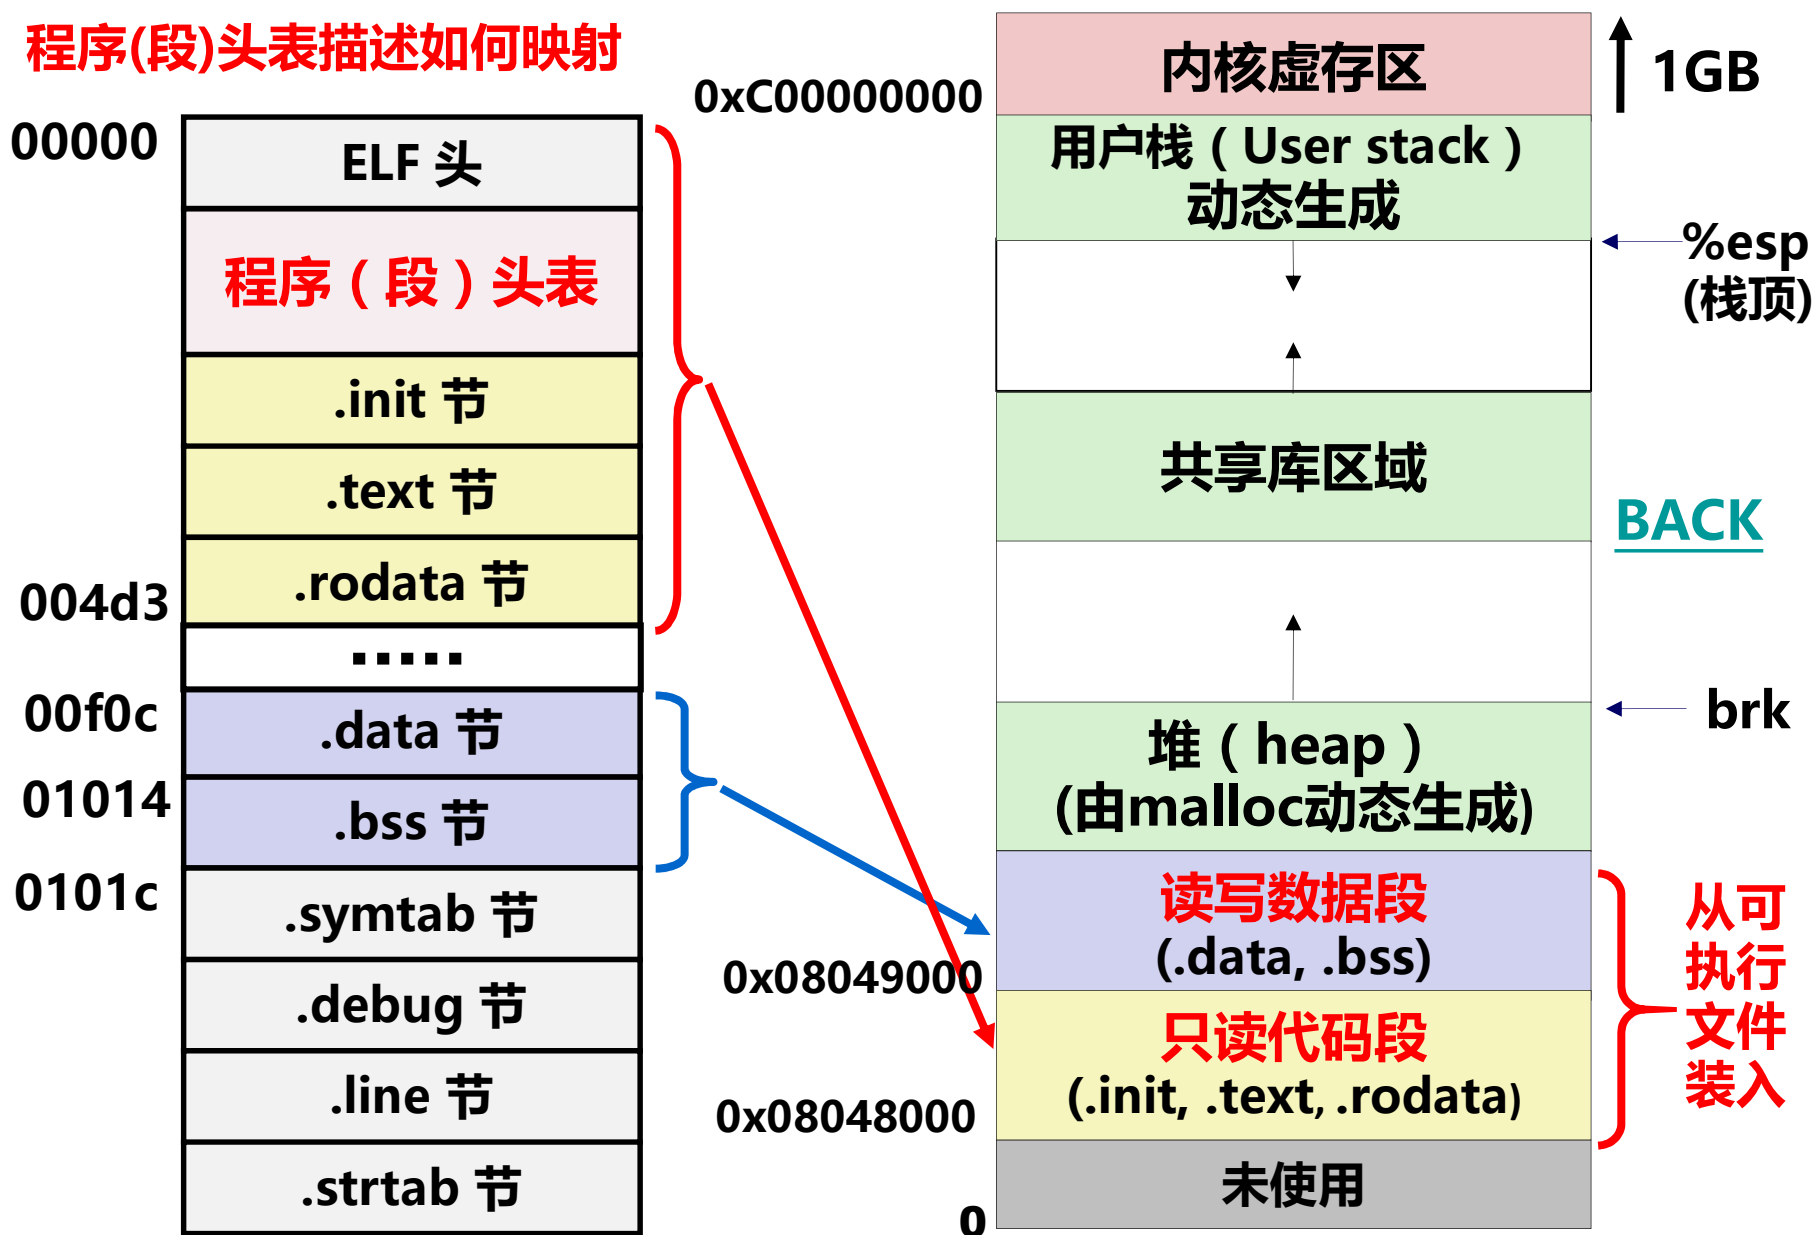 程序(段)头表描述如何映射
00000
ELF 头
程序（段）头表
.init 节
.text 节
.rodata 节
004d3
.....
00f0c
.data 节
01014
.bss 节
0101c
.symtab 节
.debug 节
.line 节
.strtab 节
内核虚存区
1GB
0xC00000000
用户栈（User stack）
动态生成
%esp
(栈顶)
共享库区域
BACK
brk
堆（heap）
(由malloc动态生成)
读写数据段
(.data, .bss)
0x08049000
只读代码段
(.init, .text, .rodata)
0x08048000
从可
执行
文件
装入
未使用
0